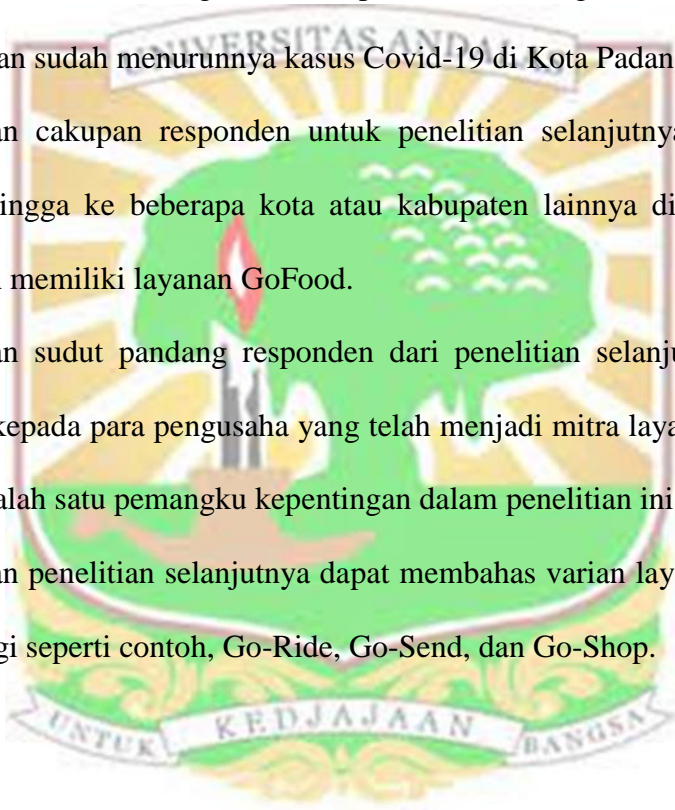 UNIVERSITAS ANDALAS
an sudah menurunnya kasus Covid-19 di Kota Padan
an cakupan responden untuk penelitian selanjutnya
ingga ke beberapa kota atau kabupaten lainnya di
memiliki layanan GoFood.
an sudut pandang responden dari penelitian selanju
kepada para pengusaha yang telah menjadi mitra laya
alah satu pemangku kepentingan dalam penelitian ini
an penelitian selanjutnya dapat membahas varian lay
gi seperti contoh, Go-Ride, Go-Send, dan Go-Shop.
UNTUK KEDJAJAAN BANGSA